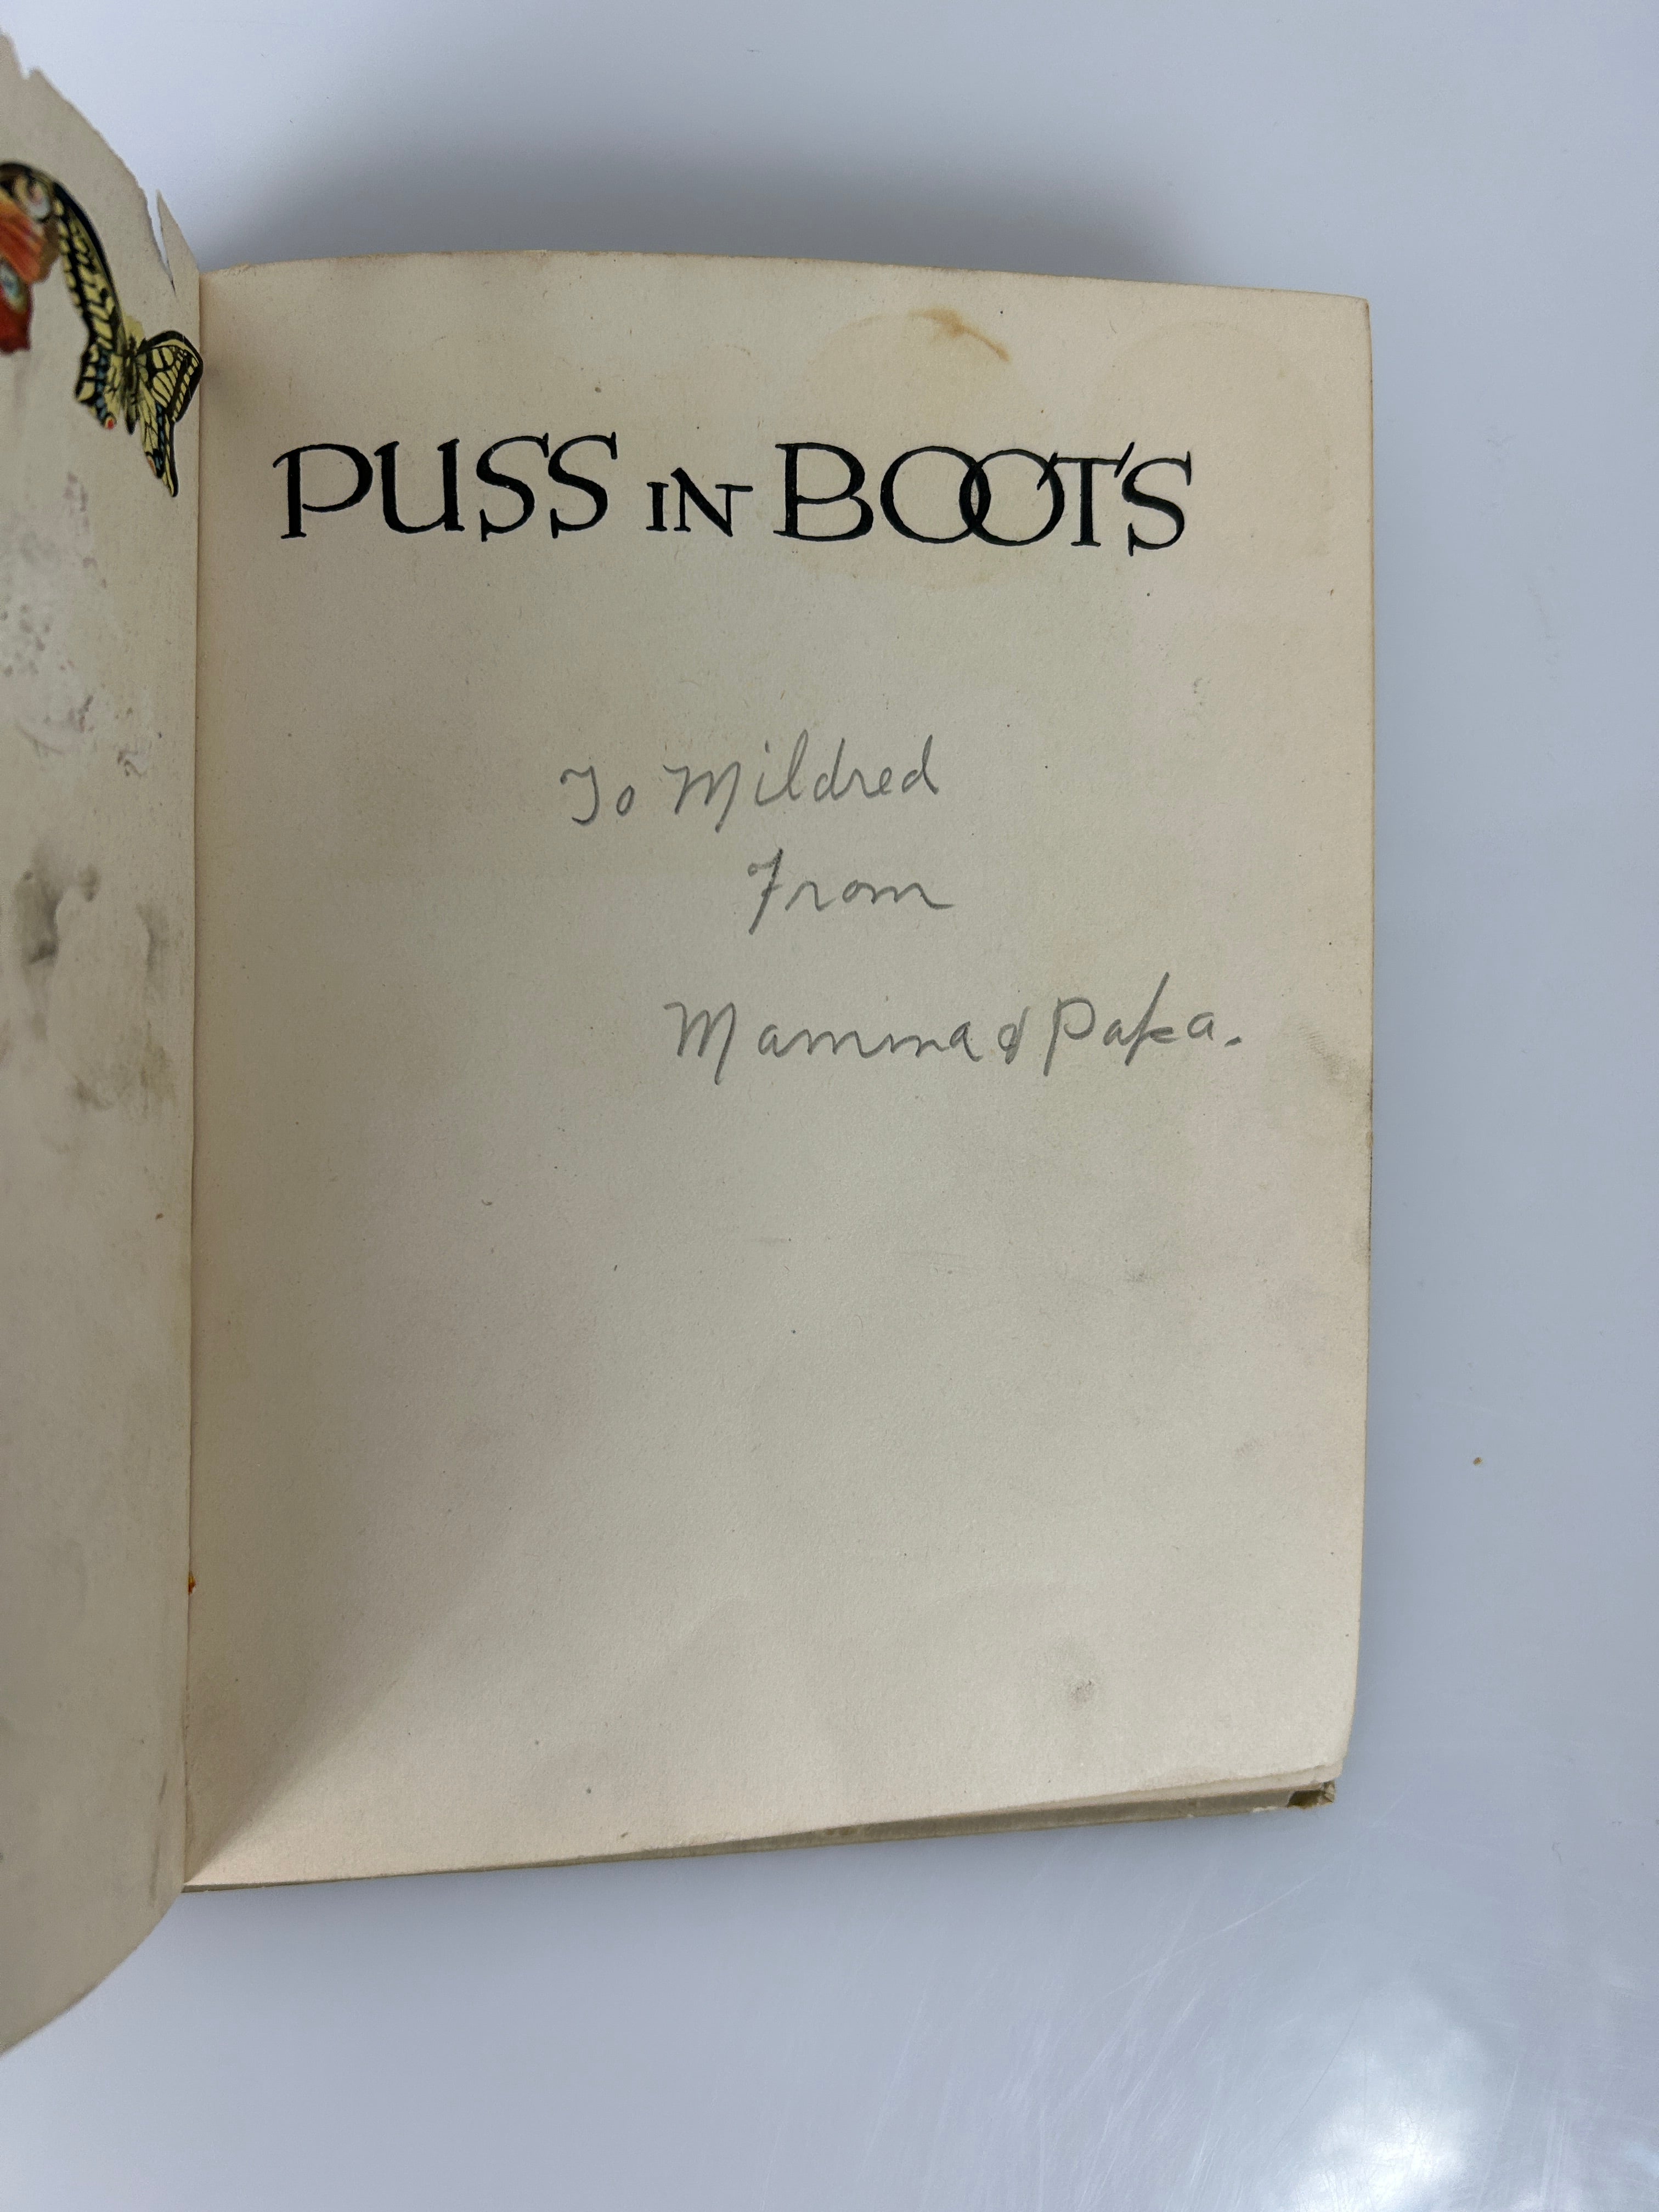 PUSS IN BOOTS
To Mildred
From
Mamma & Papa.